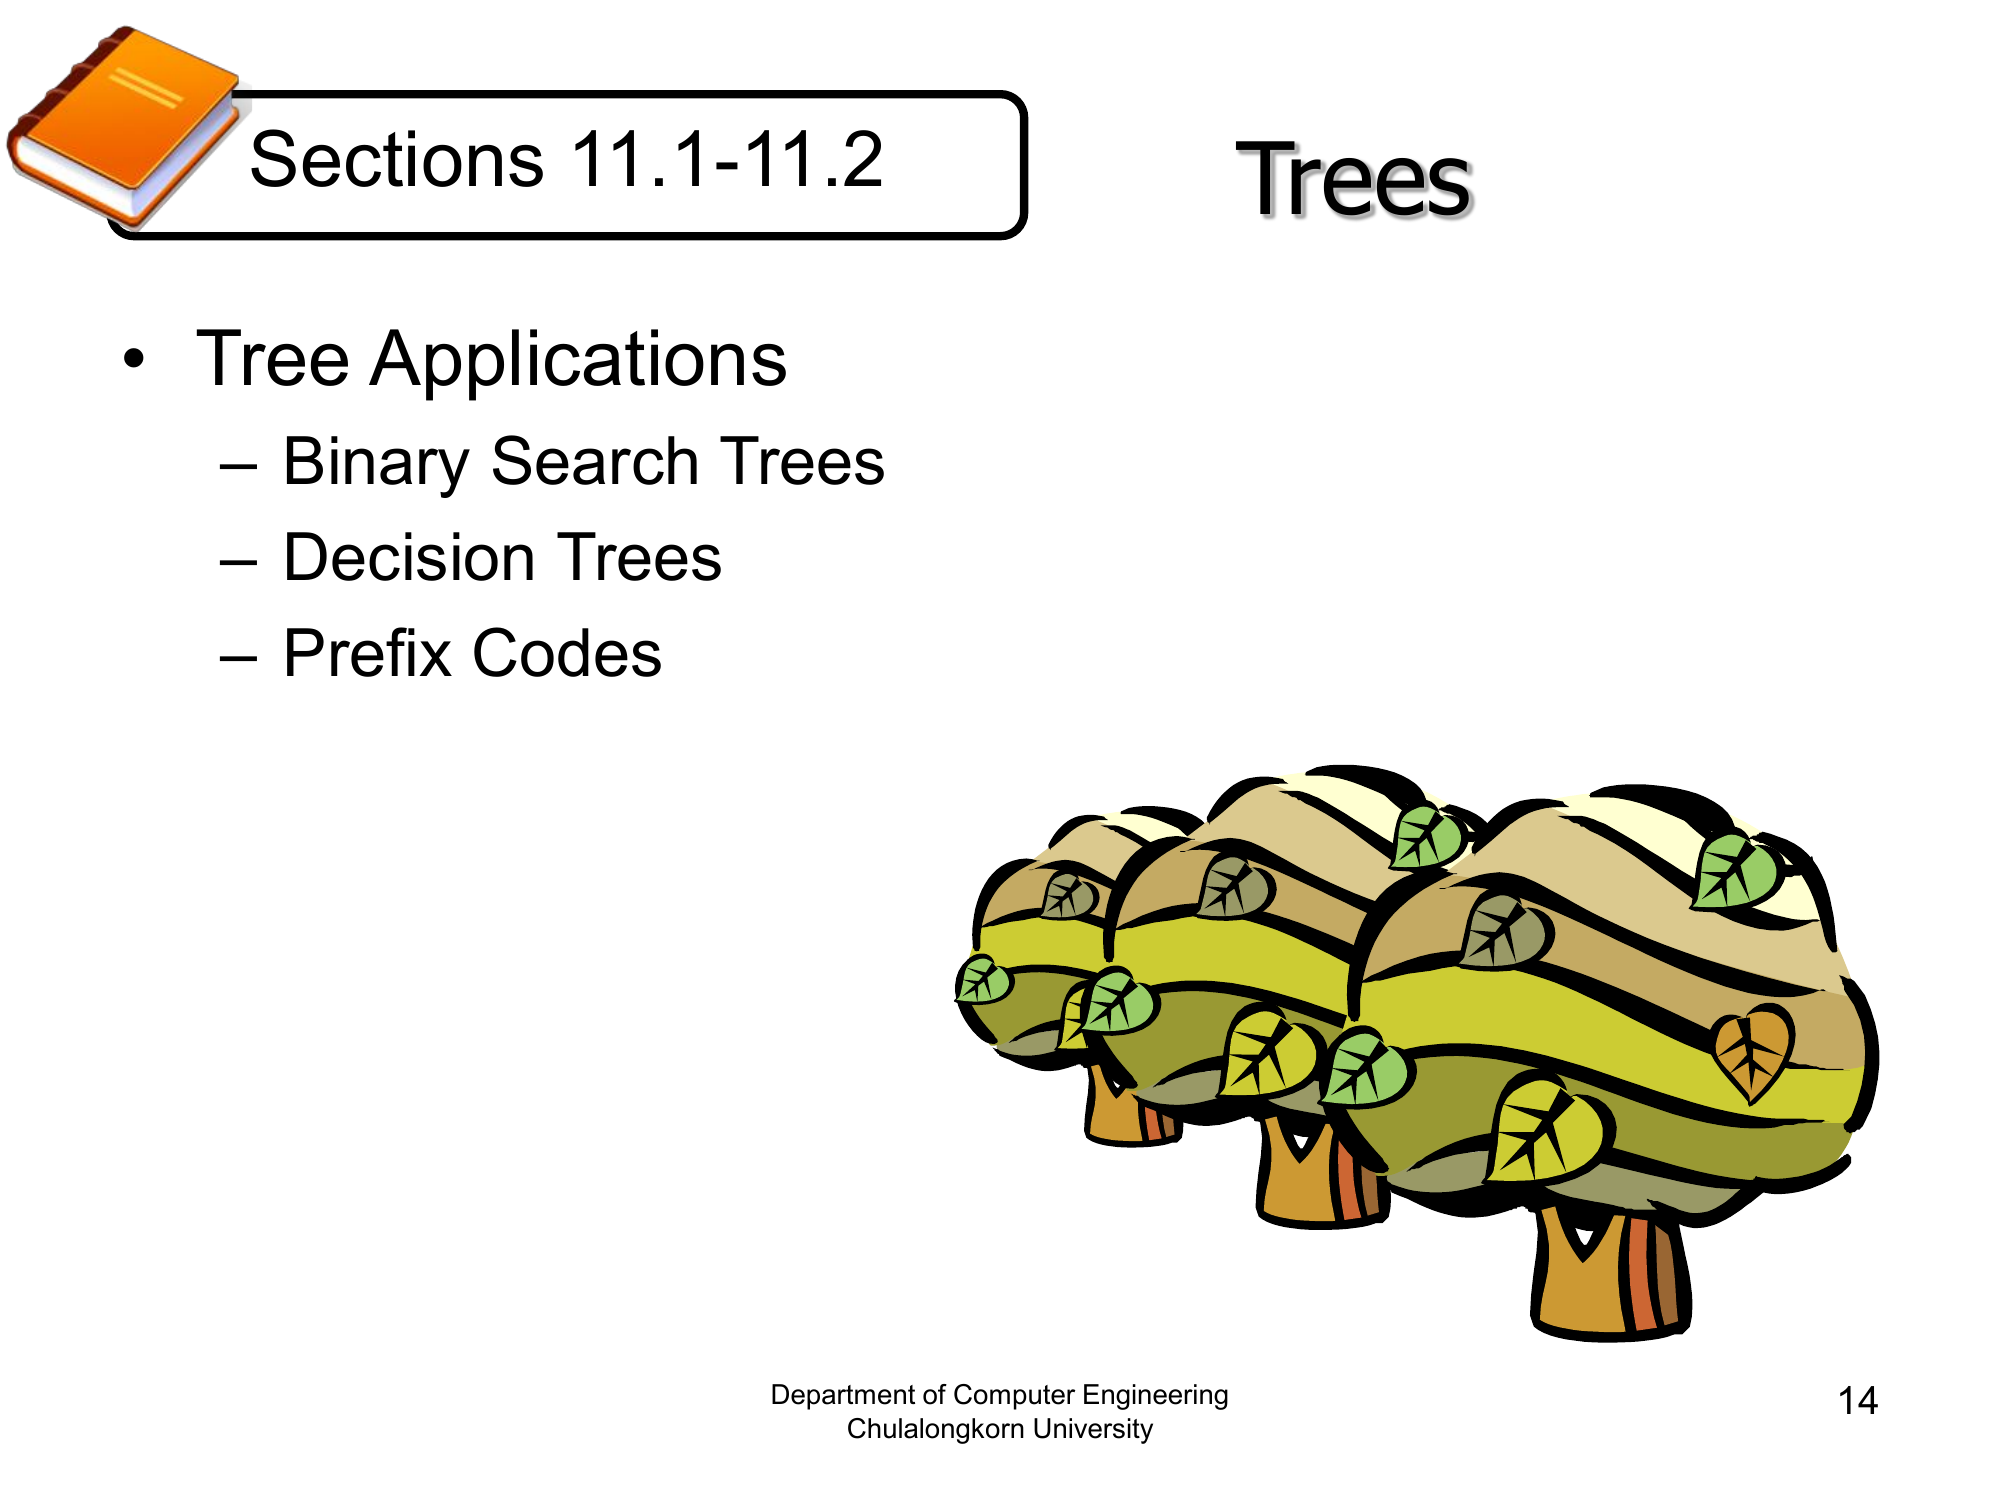 Sections 11.1-11.2
Trees
• Tree Applications
– Binary Search Trees
– Decision Trees
– Prefix Codes
Department of Computer Engineering
Chulalongkorn University
14